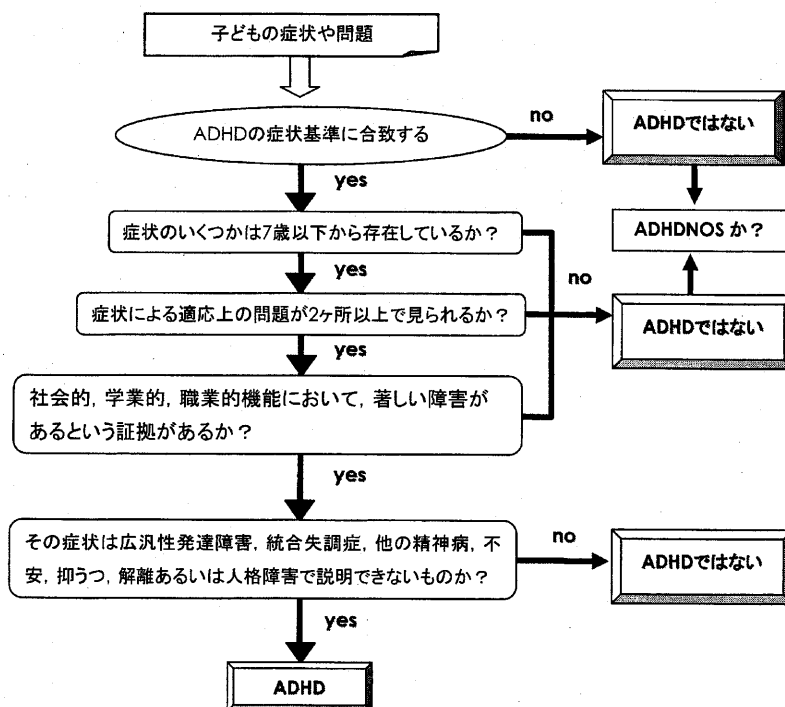 子どもの症状や問題
ADHDの症状基準に合致する
no
ADHDではない
yes
症状のいくつかは7歳以下から存在しているか？
ADHDNOS か？
yes
no
症状による適応上の問題が2ヶ所以上で見られるか？
ADHDではない
yes
社会的，学業的，職業的機能において，著しい障害が
あるという証拠があるか？
yes
その症状は広汎性発達障害，統合失調症，他の精神病，不
安，抑うつ，解離あるいは人格障害で説明できないものか？
no
ADHDではない
yes
ADHD